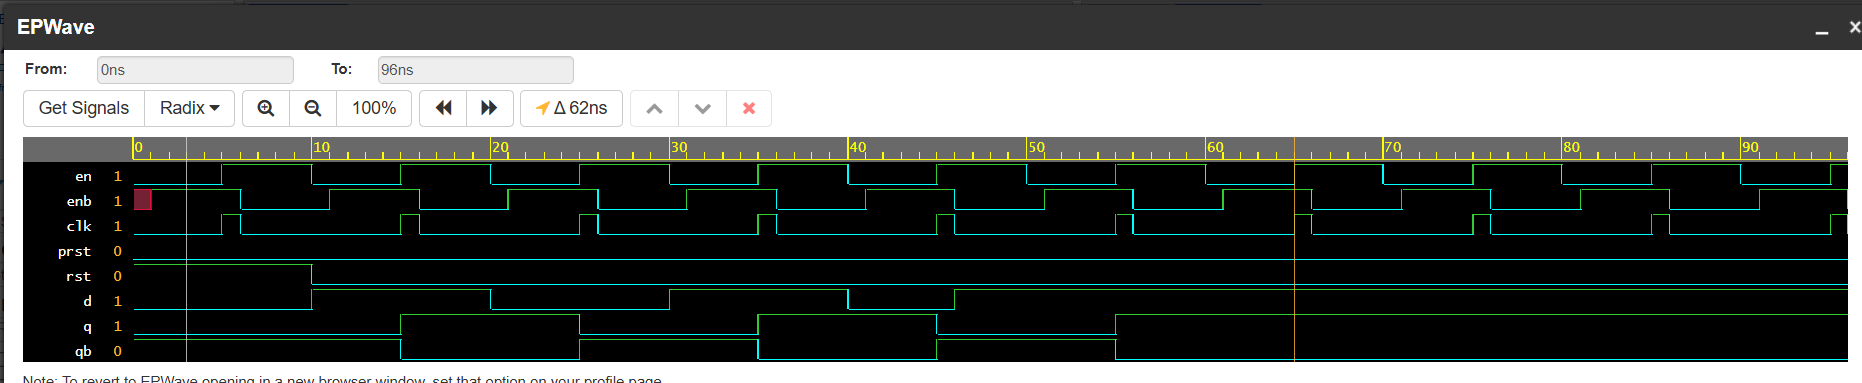 EPWave
From: 0ns To: 96ns
Get Signals Radix 100% Δ 62ns
0 10 20 30 40 50 60 70 80 90
en 1
enb 1
clk 1
prst 0
rst 0
d 1
q 1
qb 0
Note: To revert to EPWave opening in a new browser window, set that option on your profile page